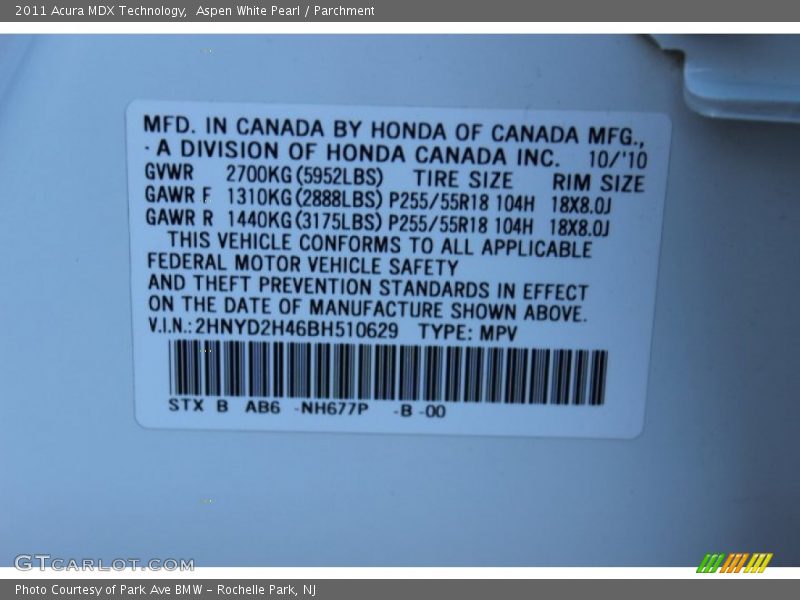 2011 Acura MDX Technology,  Aspen White Pearl / Parchment
MFD. IN CANADA BY HONDA OF CANADA MFG.,
A DIVISION OF HONDA CANADA INC.   10/'10
GVWR 2700KG(5952LBS) TIRE SIZE RIM SIZE
GAWR F 1310KG(2888LBS) P255/55R18 104H 18X8.0J
GAWR R 1440KG(3175LBS) P255/55R18 104H 18X8.0J
THIS VEHICLE CONFORMS TO ALL APPLICABLE
FEDERAL MOTOR VEHICLE SAFETY
AND THEFT PREVENTION STANDARDS IN EFFECT
ON THE DATE OF MANUFACTURE SHOWN ABOVE.
V.I.N.:2HNYD2H46BH510629 TYPE: MPV
STX B AB6 -NH677P -B -00
GTCARLOT.COM
Photo Courtesy of Park Ave BMW - Rochelle Park, NJ